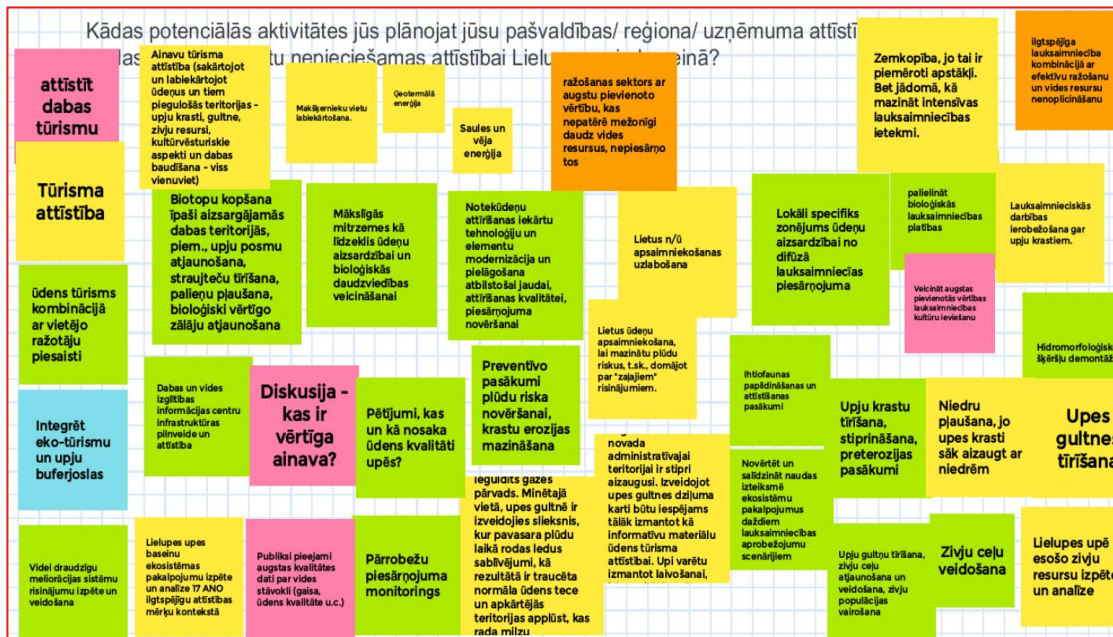 Kādas potenciālās aktivitātes jūs plānojat jūsu pašvaldības/ reģiona/ uzņēmuma attīstī
nepieciešamas attīstībai
einā?
attīstīt
dabas
tūrismu
Ainavu tūrisma
attīstība (sakārtojot
un labiekārtojot
ūdeņus un tiem
piegulošās teritorijas -
upju krasti, gultne,
zivju resursi,
kultūrvēsturiskie
aspekti un dabas
baudīšana - viss
vienuviet)
Makšķernieku vietu
labiekārtošana.
Ģeotermālā
enerģija
Saules un
vēja
enerģija
ražošanas sektors ar
augstu pievienoto
vērtību, kas
nepatērē mežonīgi
daudz vides
resursus, nepiesārņo
tos
Zemkopība, jo tai ir
piemēroti apstākļi.
Bet jādomā, kā
mazināt intensīvas
lauksaimniecības
ietekmi.
ilgtspējīga
lauksaimniecība
kombinācijā ar
efektīvu ražošanu
un vides resursu
nenoplicināšanu
Tūrisma
attīstība
Biotopu kopšana
īpaši aizsargājamās
dabas teritorijās,
piem., upju posmu
atjaunošana,
straujteču tīrīšana,
palieņu pļaušana,
bioloģiski vērtīgo
zālāju atjaunošana
Mākslīgās
mitrzemes kā
līdzeklis ūdeņu
aizsardzībai un
bioloģiskās
daudzviedības
veicināšanai
Notekūdeņu
attīrīšanas iekārtu
tehnoloģiju un
elementu
modernizācija un
pielāgošana
atbilstošai jaudai,
attīrīšanas kvalitātei,
piesārņojuma
novēršanai
Lietus n/ū
apsaimniekošanas
uzlabošana
Lokāli specifiks
zonējums ūdeņu
aizsardzībai no
difūzā
lauksaimniecīas
piesārņojuma
palielināt
bioloģiskās
lauksaimniecības
platības
Lauksaimnieciskās
darbības
ierobežošana gar
upju krastiem.
ūdens tūrisms
kombinācijā
ar vietējo
ražotāju
piesaisti
Veicināt augstas
pievienotās vērtības
lauksaimniecības
kultūru ieviešanu
Lietus ūdeņu
apsaimniekošana,
lai mazinātu plūdu
riskus, t.sk., domājot
par "zaļajiem"
risinājumiem.
Hidromorfoloģisk
šķēršļu demontāž
Integrēt
eko-tūrismu
un upju
buferjoslas
Dabas un vides
izglītības
informācijas centru
infrastruktūras
pilnveide un
attīstība
Diskusija -
kas ir
vērtīga
ainava?
Pētījumi, kas
un kā nosaka
ūdens kvalitāti
upēs?
Preventīvo
pasākumi
plūdu riska
novēršanai,
krastu erozijas
mazināšana
Ihtiofaunas
papildināšanas un
attīstīšanas
pasākumi
Upju krastu
tīrīšana,
stiprināšana,
preterozijas
pasākumi
Niedru
pļaušana, jo
upes krasti
sāk aizaugt ar
niedrēm
Upes
gultnes
tīrīšana
Videi draudzīgu
meliorācijas sistēmu
risinājumu izpēte un
veidošana
Lielupes upes
baseinu
ekosistēmas
pakalpojumu izpēte
un analīze 17 ANO
ilgtspējīgu attīstības
mērķu kontekstā
Publiksi pieejami
augstas kvalitātes
dati par vides
stāvokli (gaisa,
ūdens kvalitāte u.c.)
Pārrobežu
piesārņojuma
monitorings
ieguldīts gāzes
pārvads. Minētajā
vietā, upes gultnē ir
izveidojies slieksnis,
kur pavasara plūdu
laikā rodas ledus
sablīvējumi, kā
rezultātā ir traucēta
normāla ūdens tece
un apkārtējās
teritorijas applūst, kas
rada milzu
novada
administratīvajai
teritorijai ir stipri
aizaugusi. Izveidojot
upes gultnes dziļuma
karti būtu iespējams
tālāk izmantot kā
informatīvu materiālu
ūdens tūrisma
attīstībai. Upi varētu
izmantot laivošanai,
Novērtēt un
salīdzināt naudas
izteiksmē
ekosistēmu
pakalpojumus
daždiem
lauksaimniecības
aprobežojumu
scenārijiem
Upju gultņu tīrīšana,
zivju ceļu
atjaunošana un
veidošana, zivju
populācijas
vairošana
Zivju ceļu
veidošana
Lielupes upē
esošo zivju
resursu izpēte
un analīze